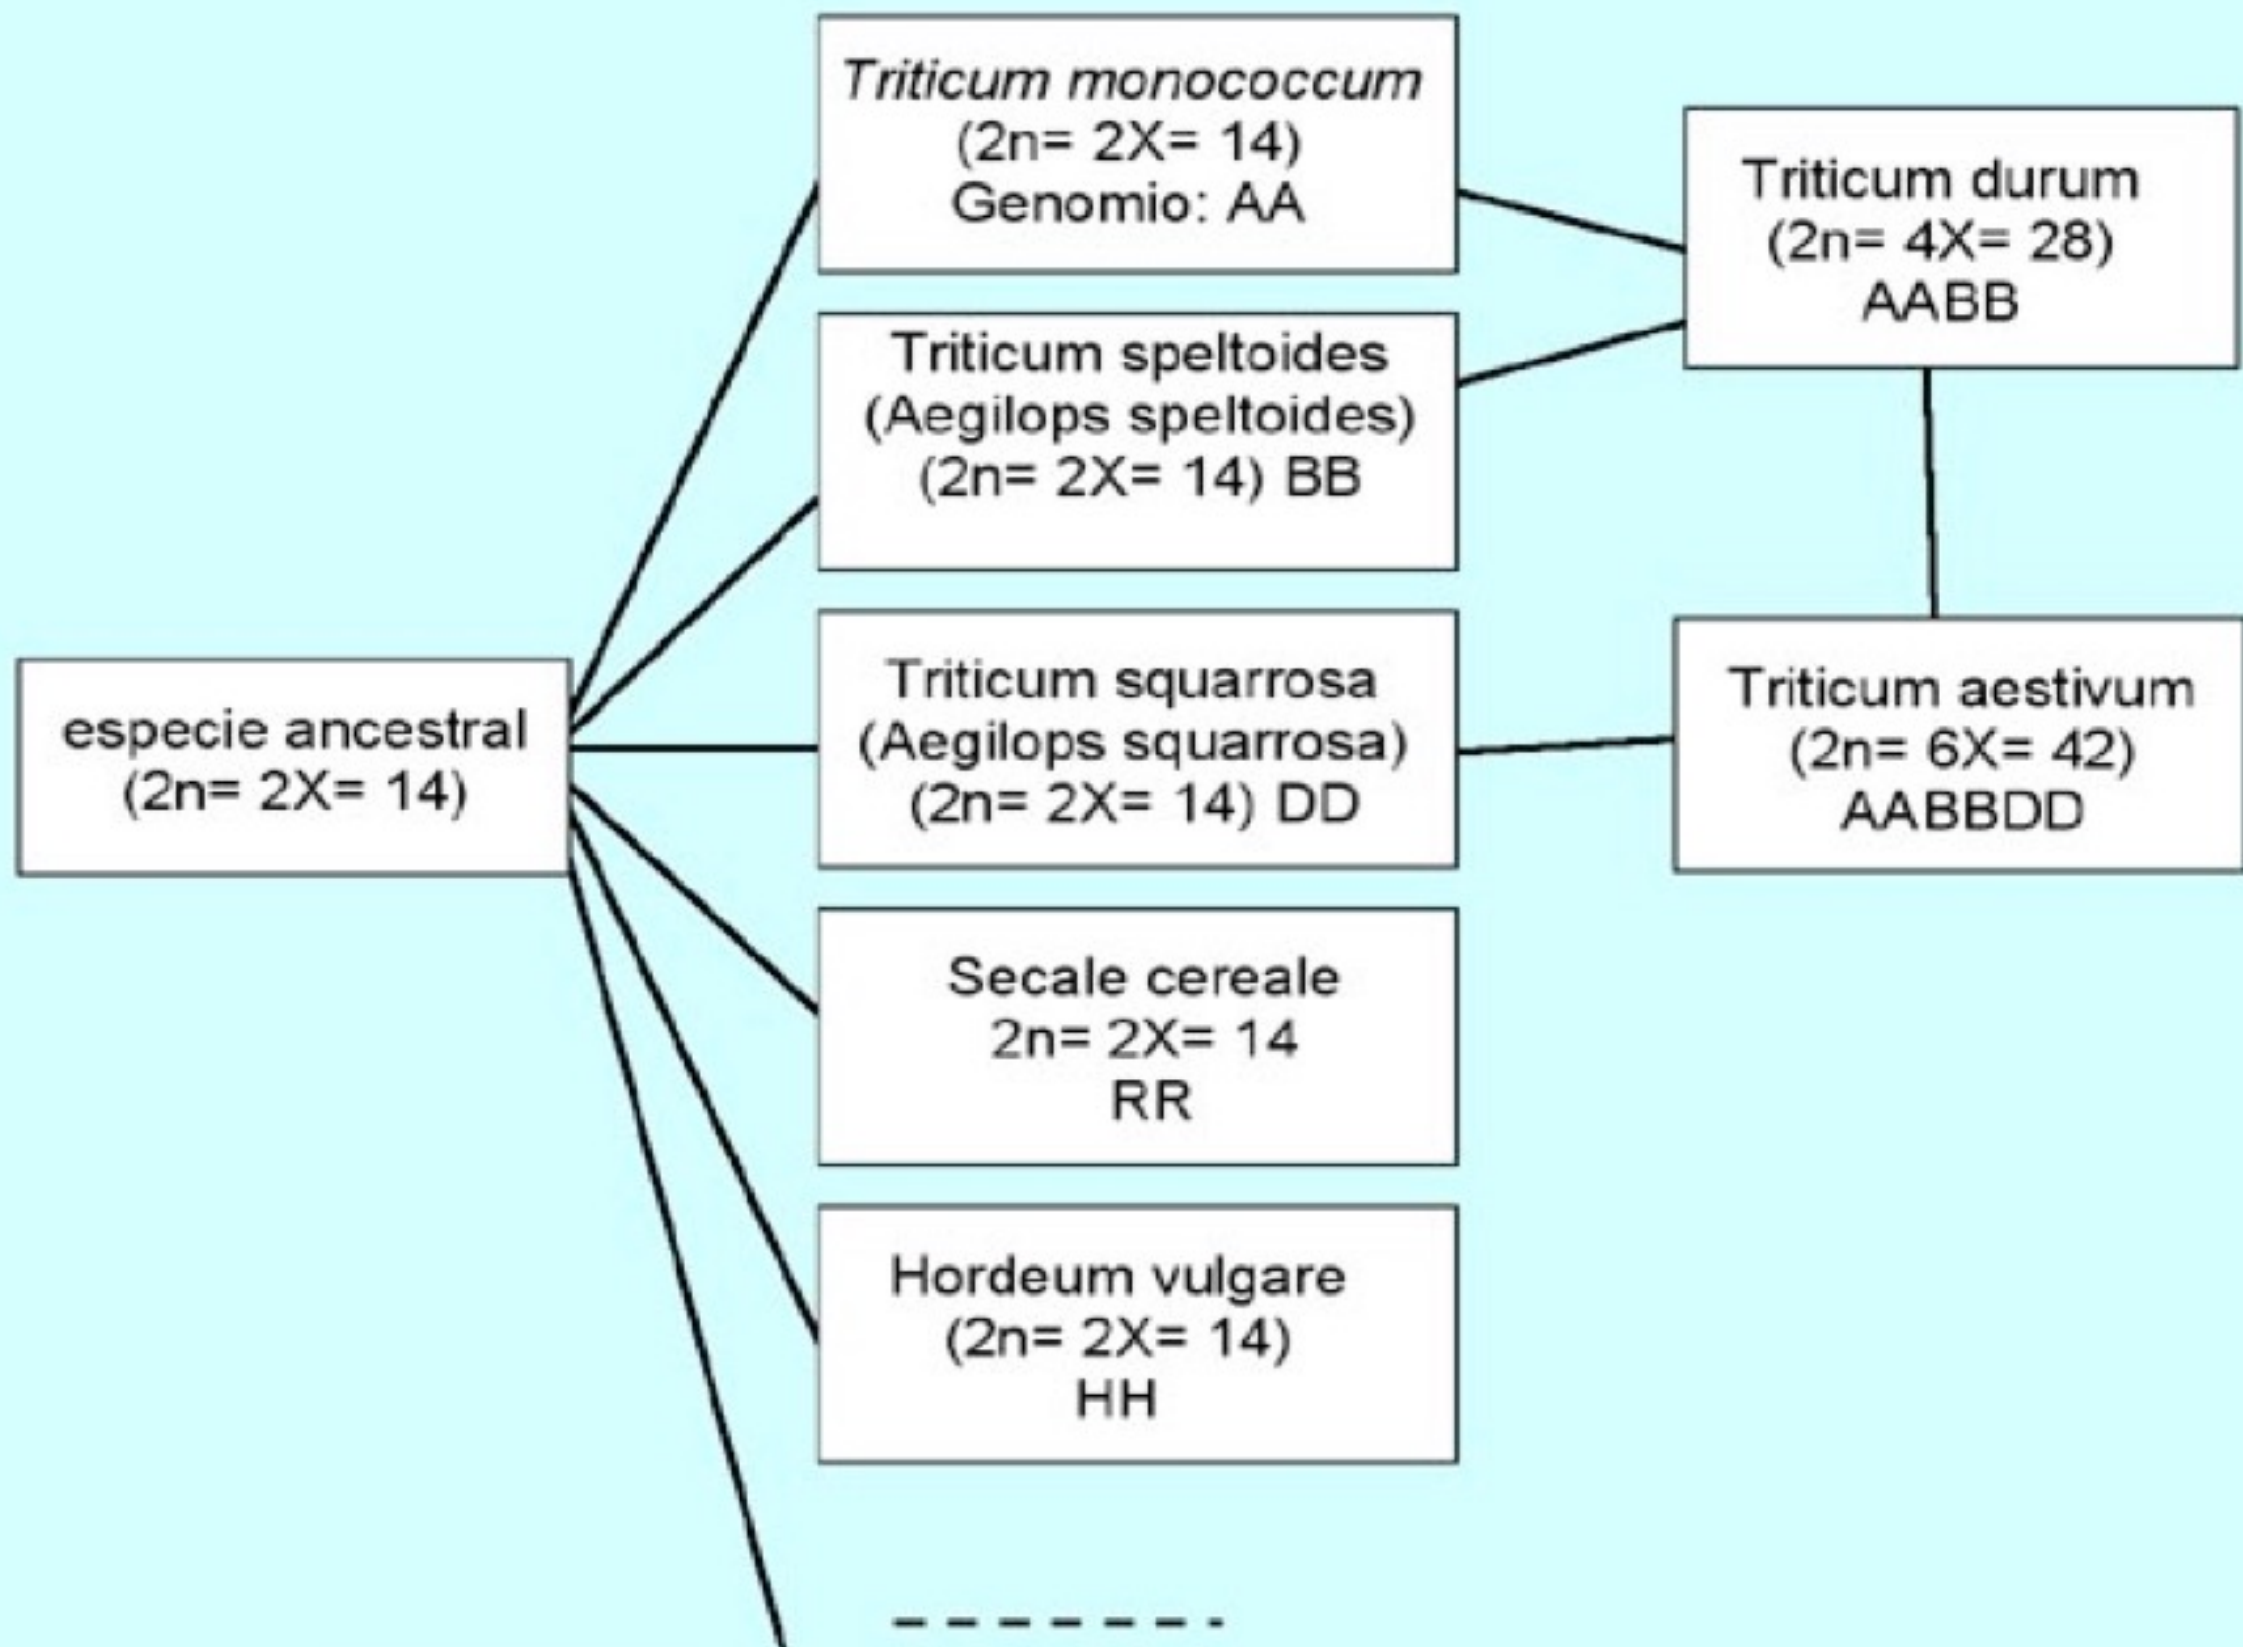 Triticum monococcum
(2n= 2X= 14)
Genomio: AA
Triticum speltoides
(Aegilops speltoides)
(2n= 2X= 14) BB
Triticum squarrosa
(Aegilops squarrosa)
(2n= 2X= 14) DD
Secale cereale
2n= 2X= 14
RR
Hordeum vulgare
(2n= 2X= 14)
HH
especie ancestral
(2n= 2X= 14)
Triticum durum
(2n= 4X= 28)
AABB
Triticum aestivum
(2n= 6X= 42)
AABBDD